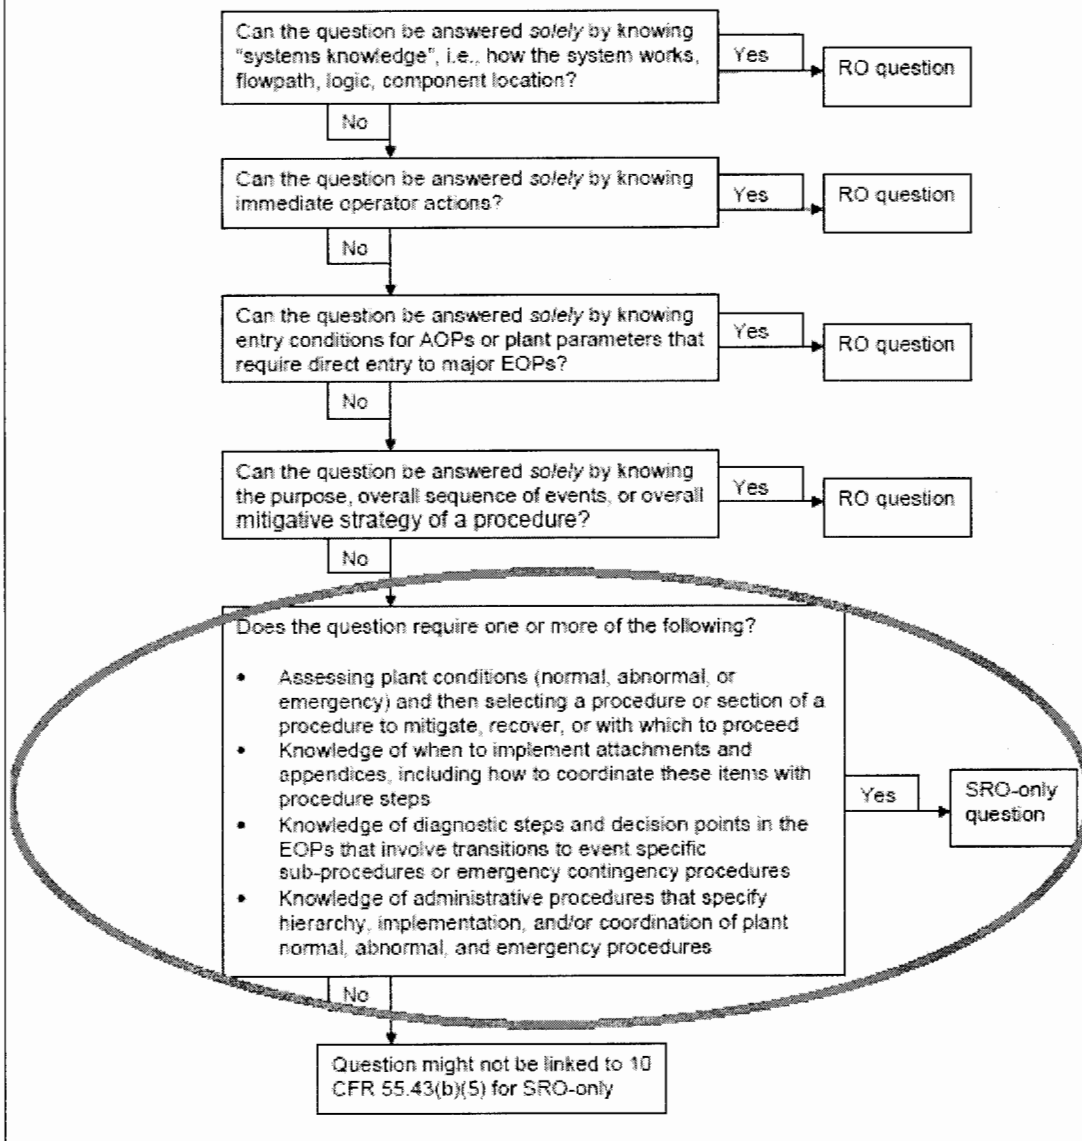 Can the question be answered solely by knowing
"systems knowledge", i.e., how the system works,
flowpath, logic, component location?
Yes
RO question
No
Can the question be answered solely by knowing
immediate operator actions?
Yes
RO question
No
Can the question be answered solely by knowing
entry conditions for AOPs or plant parameters that
require direct entry to major EOPs?
Yes
RO question
No
Can the question be answered solely by knowing
the purpose, overall sequence of events, or overall
mitigative strategy of a procedure?
Yes
RO question
No
Does the question require one or more of the following?
• Assessing plant conditions (normal, abnormal, or
emergency) and then selecting a procedure or section of a
procedure to mitigate, recover, or with which to proceed
• Knowledge of when to implement attachments and
appendices, including how to coordinate these items with
procedure steps
• Knowledge of diagnostic steps and decision points in the
EOPs that involve transitions to event specific
sub-procedures or emergency contingency procedures
• Knowledge of administrative procedures that specify
hierarchy, implementation, and/or coordination of plant
normal, abnormal, and emergency procedures
Yes
SRO-only
question
No
Question might not be linked to 10
CFR 55.43(b)(5) for SRO-only